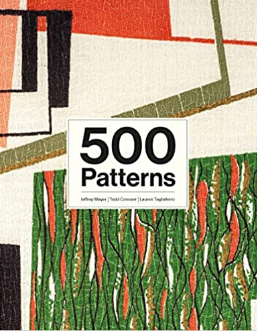 500
Patterns
Jeffrey Mayer | Todd Conover | Lauren Tagliaferro